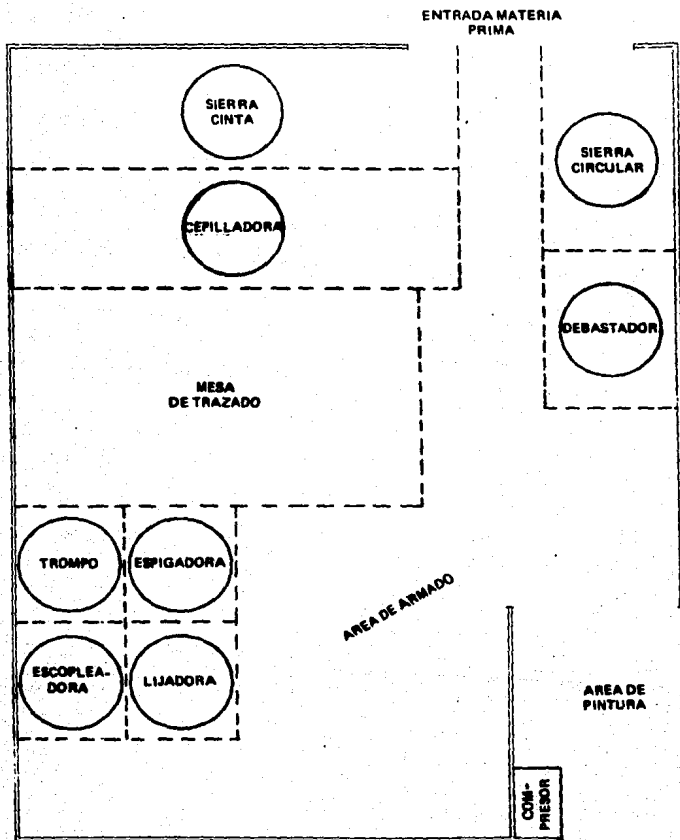 ENTRADA MATERIA
PRIMA
SIERRA
CINTA
SIERRA
CIRCULAR
CEPILLADORA
DEBASTADOR
MESA
DE TRAZADO
TROMPO
ESPIGADORA
AREA DE ARMADO
ESCOPLEA-
DORA
LIJADORA
AREA DE
PINTURA
COM-
PRESOR